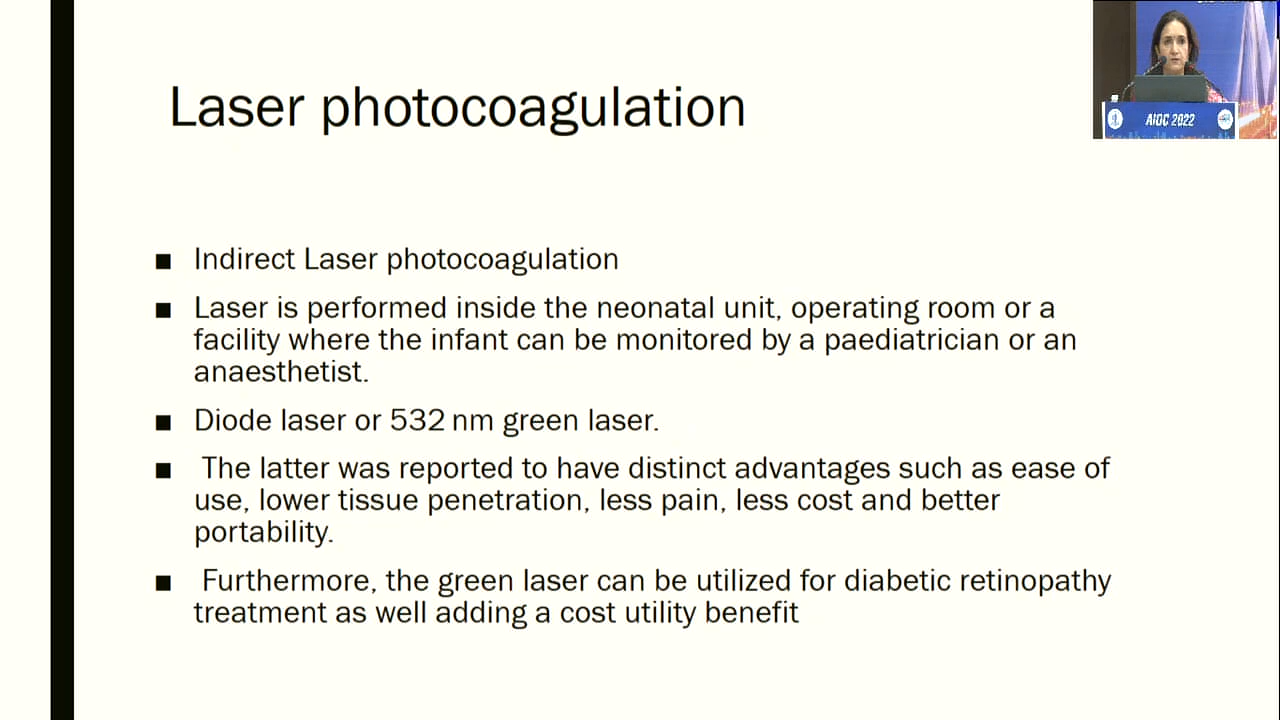 Laser photocoagulation
AIOC 2022
■ Indirect Laser photocoagulation
■ Laser is performed inside the neonatal unit, operating room or a
facility where the infant can be monitored by a paediatrician or an
anaesthetist.
■ Diode laser or 532 nm green laser.
■ The latter was reported to have distinct advantages such as ease of
use, lower tissue penetration, less pain, less cost and better
portability.
■ Furthermore, the green laser can be utilized for diabetic retinopathy
treatment as well adding a cost utility benefit